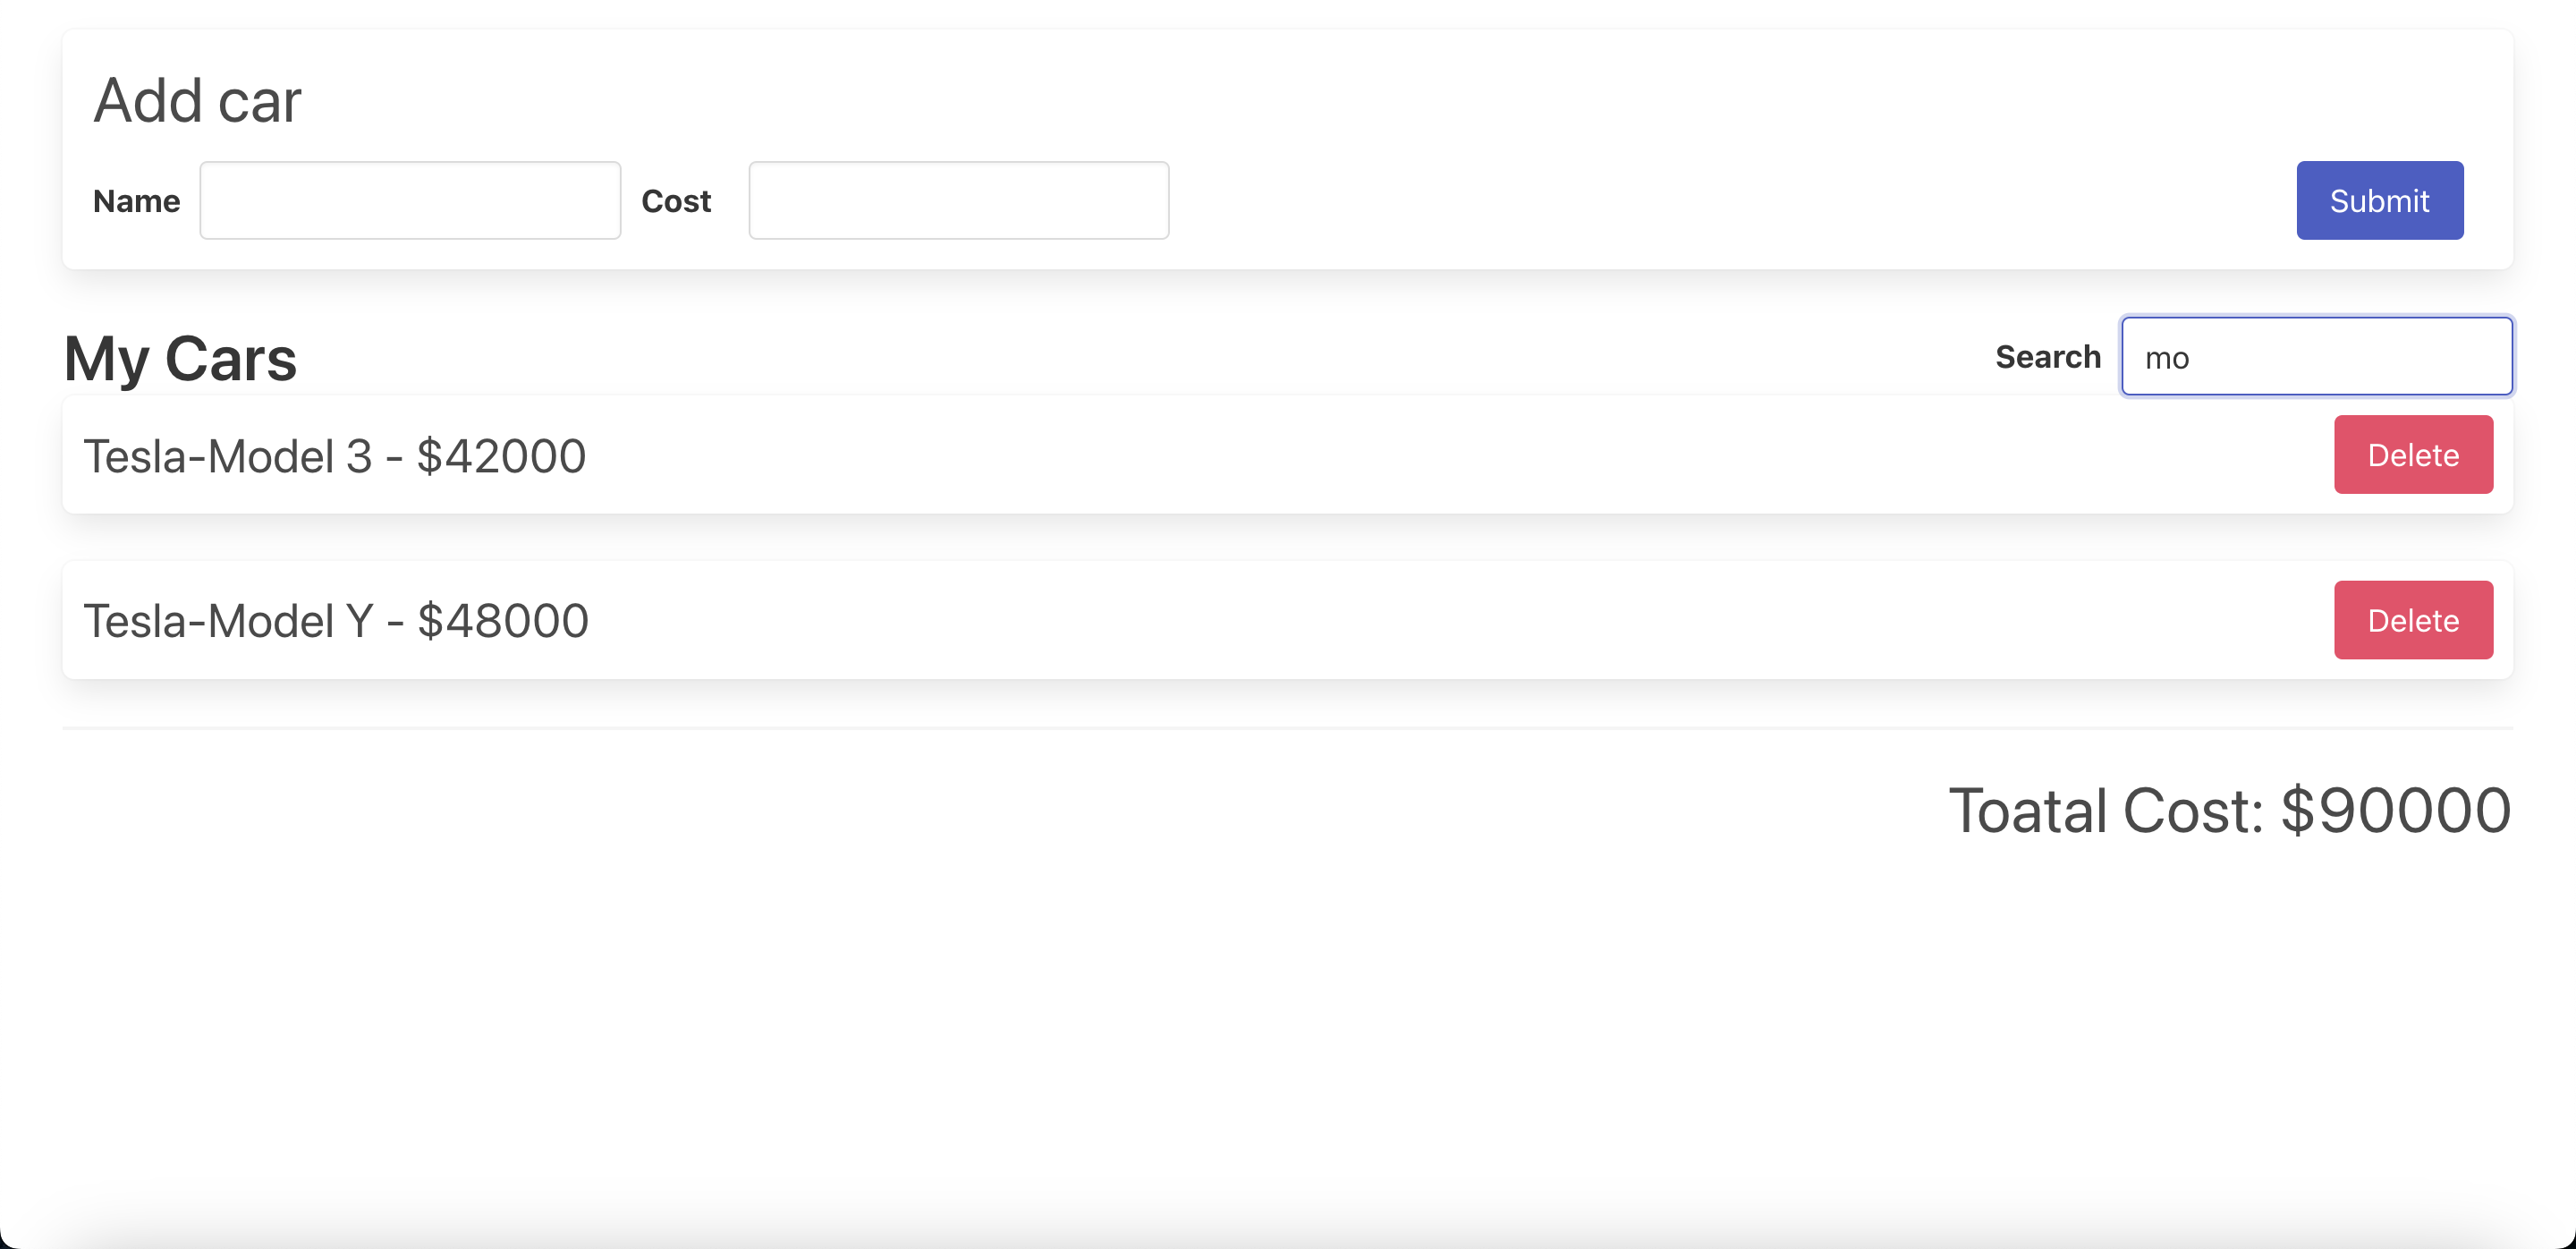 Add car
Name Cost Submit
My Cars Search mo
Tesla-Model 3 - $42000 Delete
Tesla-Model Y - $48000 Delete
Toatal Cost: $90000